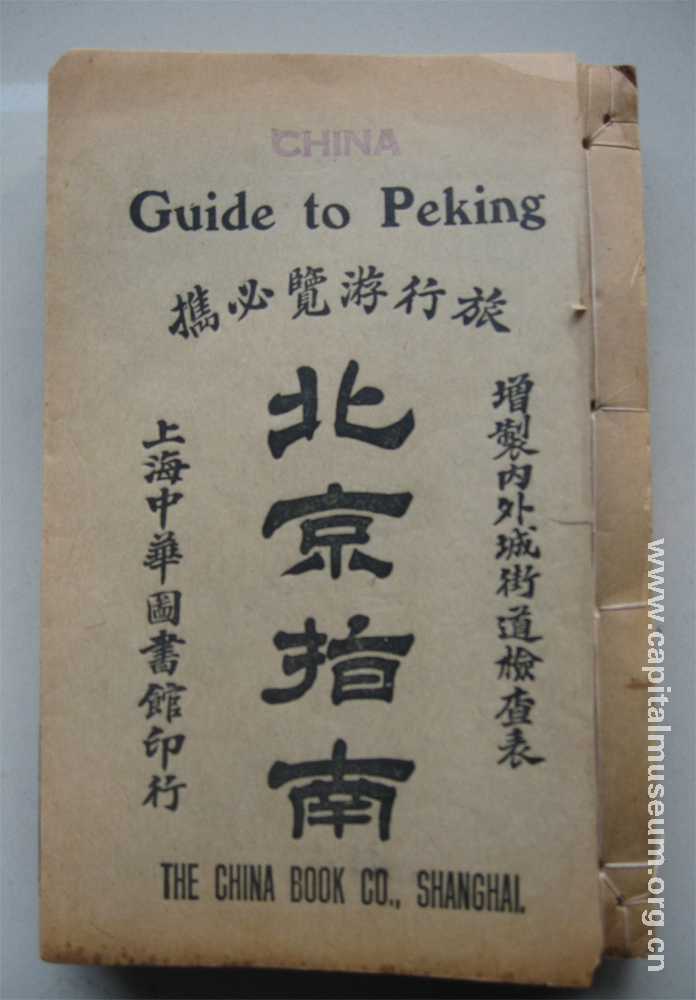 CHINA
Guide to Peking
旅行游覽必攜
增製內外城街道檢查表
北京指南
上海中華圖書館印行
THE CHINA BOOK CO., SHANGHAI.
www.capitalmuseum.org.cn